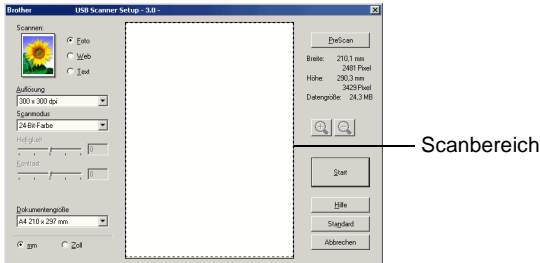 Brother USB Scanner Setup - 3.0 -
Scannen:
Foto
Web
Text
Auflösung
300 x 300 dpi
Scanmodus
24-Bit-Farbe
Helligkeit
0
Kontrast
0
Dokumentengröße
A4 210 x 297 mm
mm Zoll
PreScan
Breite: 210,1 mm
2481 Pixel
Höhe: 290,3 mm
3429 Pixel
Datengröße: 24,3 MB
Start
Hilfe
Standard
Abbrechen
Scanbereich